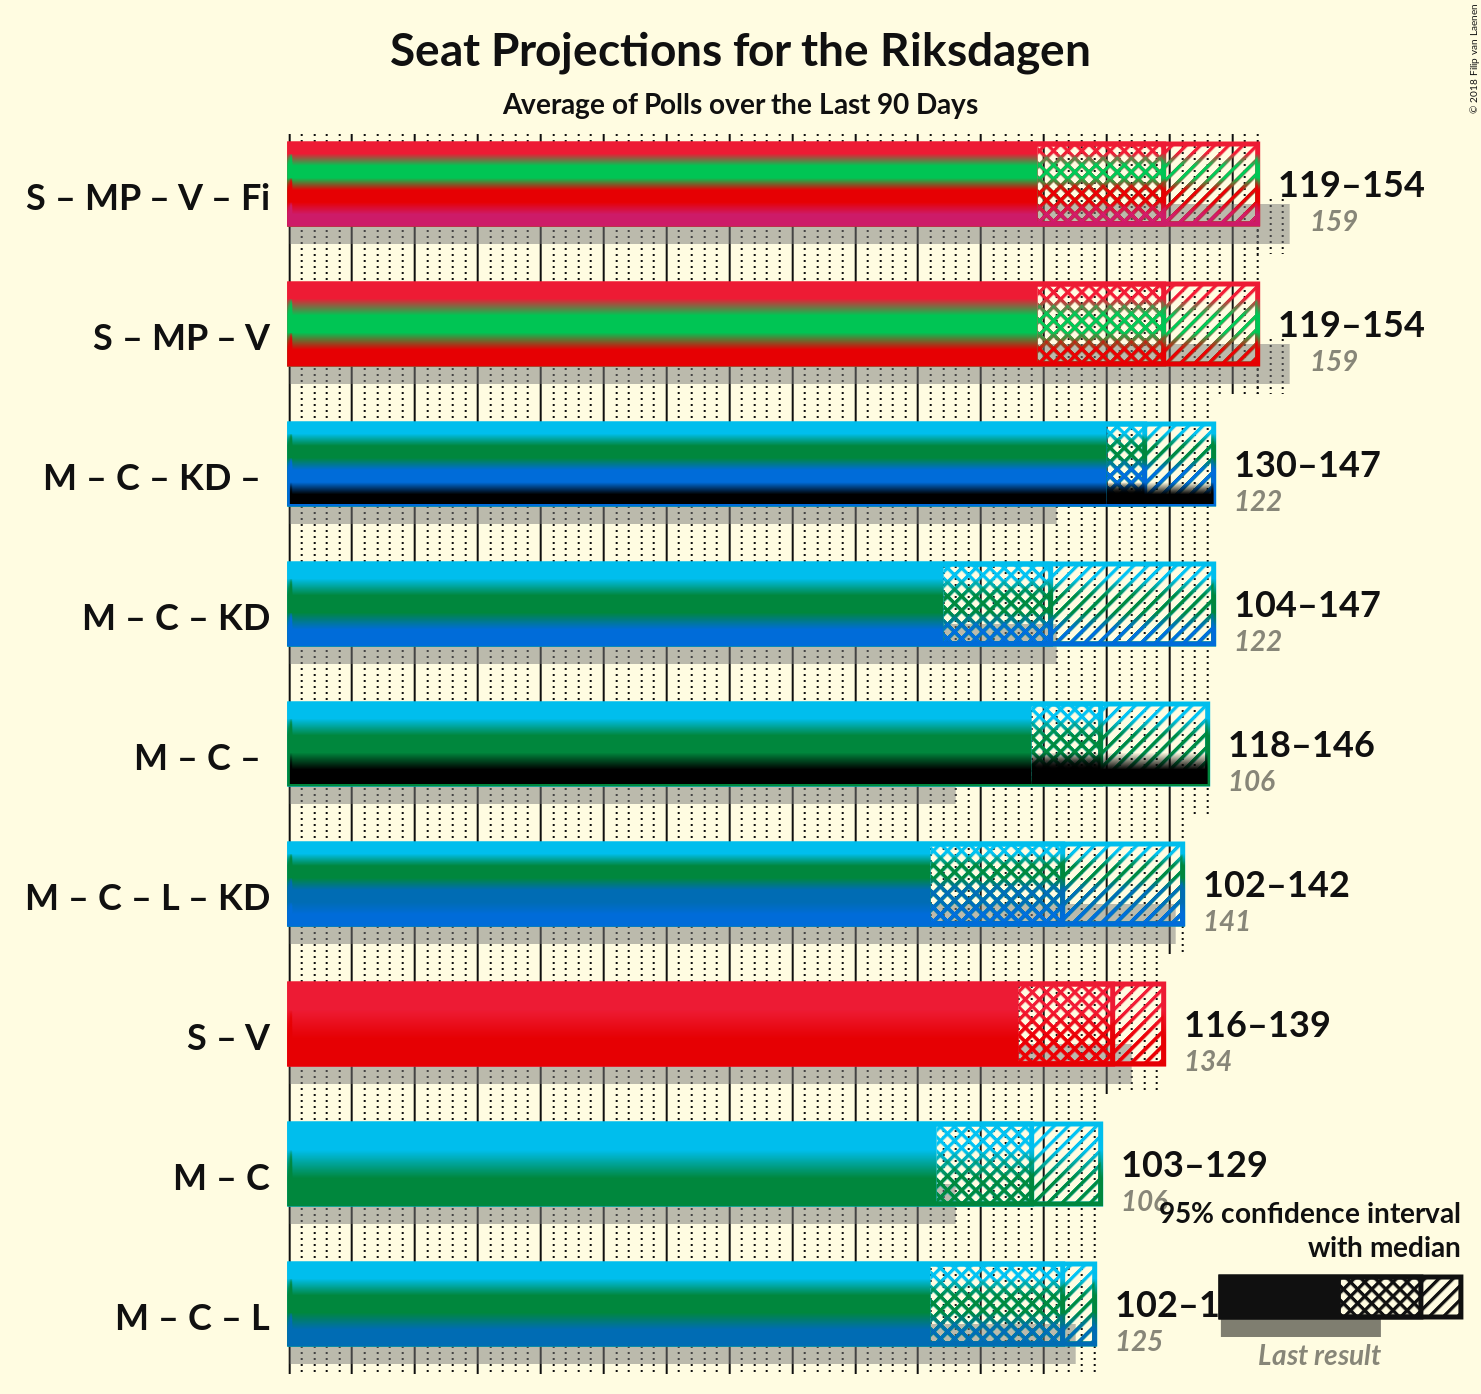 Seat Projections for the Riksdagen
Average of Polls over the Last 90 Days
© 2018 Filip van Laenen
S – MP – V – Fi
119–154
159
S – MP – V
119–154
159
M – C – KD –
130–147
122
M – C – KD
104–147
122
M – C –
118–146
106
M – C – L – KD
102–142
141
S – V
116–139
134
M – C
103–129
106
M – C – L
102–1
125
95% confidence interval
with median
Last result